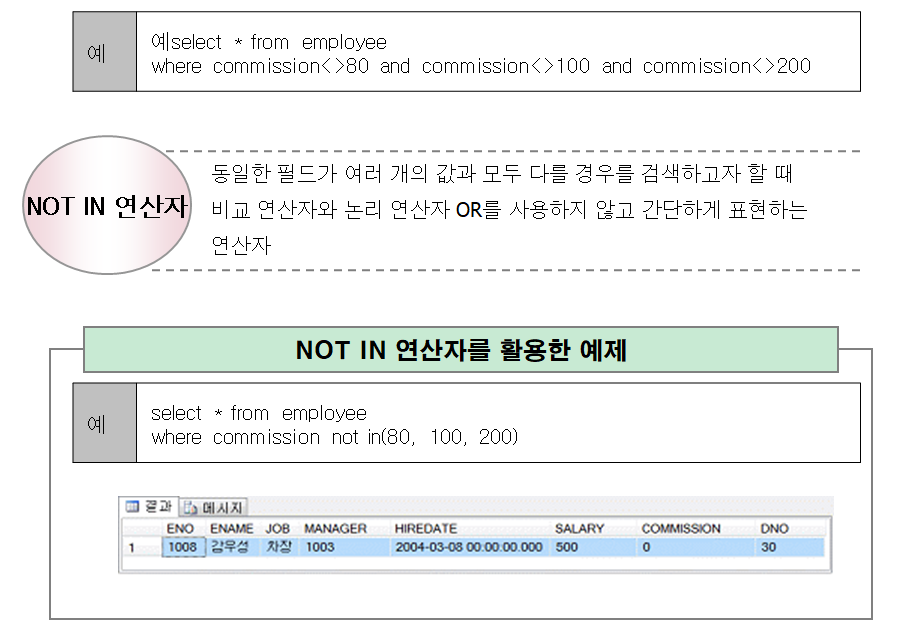 예
예select * from employee
where commission<>80 and commission<>100 and commission<>200
NOT IN 연산자
동일한 필드가 여러 개의 값과 모두 다를 경우를 검색하고자 할 때
비교 연산자와 논리 연산자 OR를 사용하지 않고 간단하게 표현하는
연산자
NOT IN 연산자를 활용한 예제
예
select * from employee
where commission not in(80, 100, 200)
결과 메시지
ENO ENAME JOB MANAGER HIREDATE SALARY COMMISSION DNO
1 1008 감우성 차장 1003 2004-03-08 00:00:00.000 500 0 30